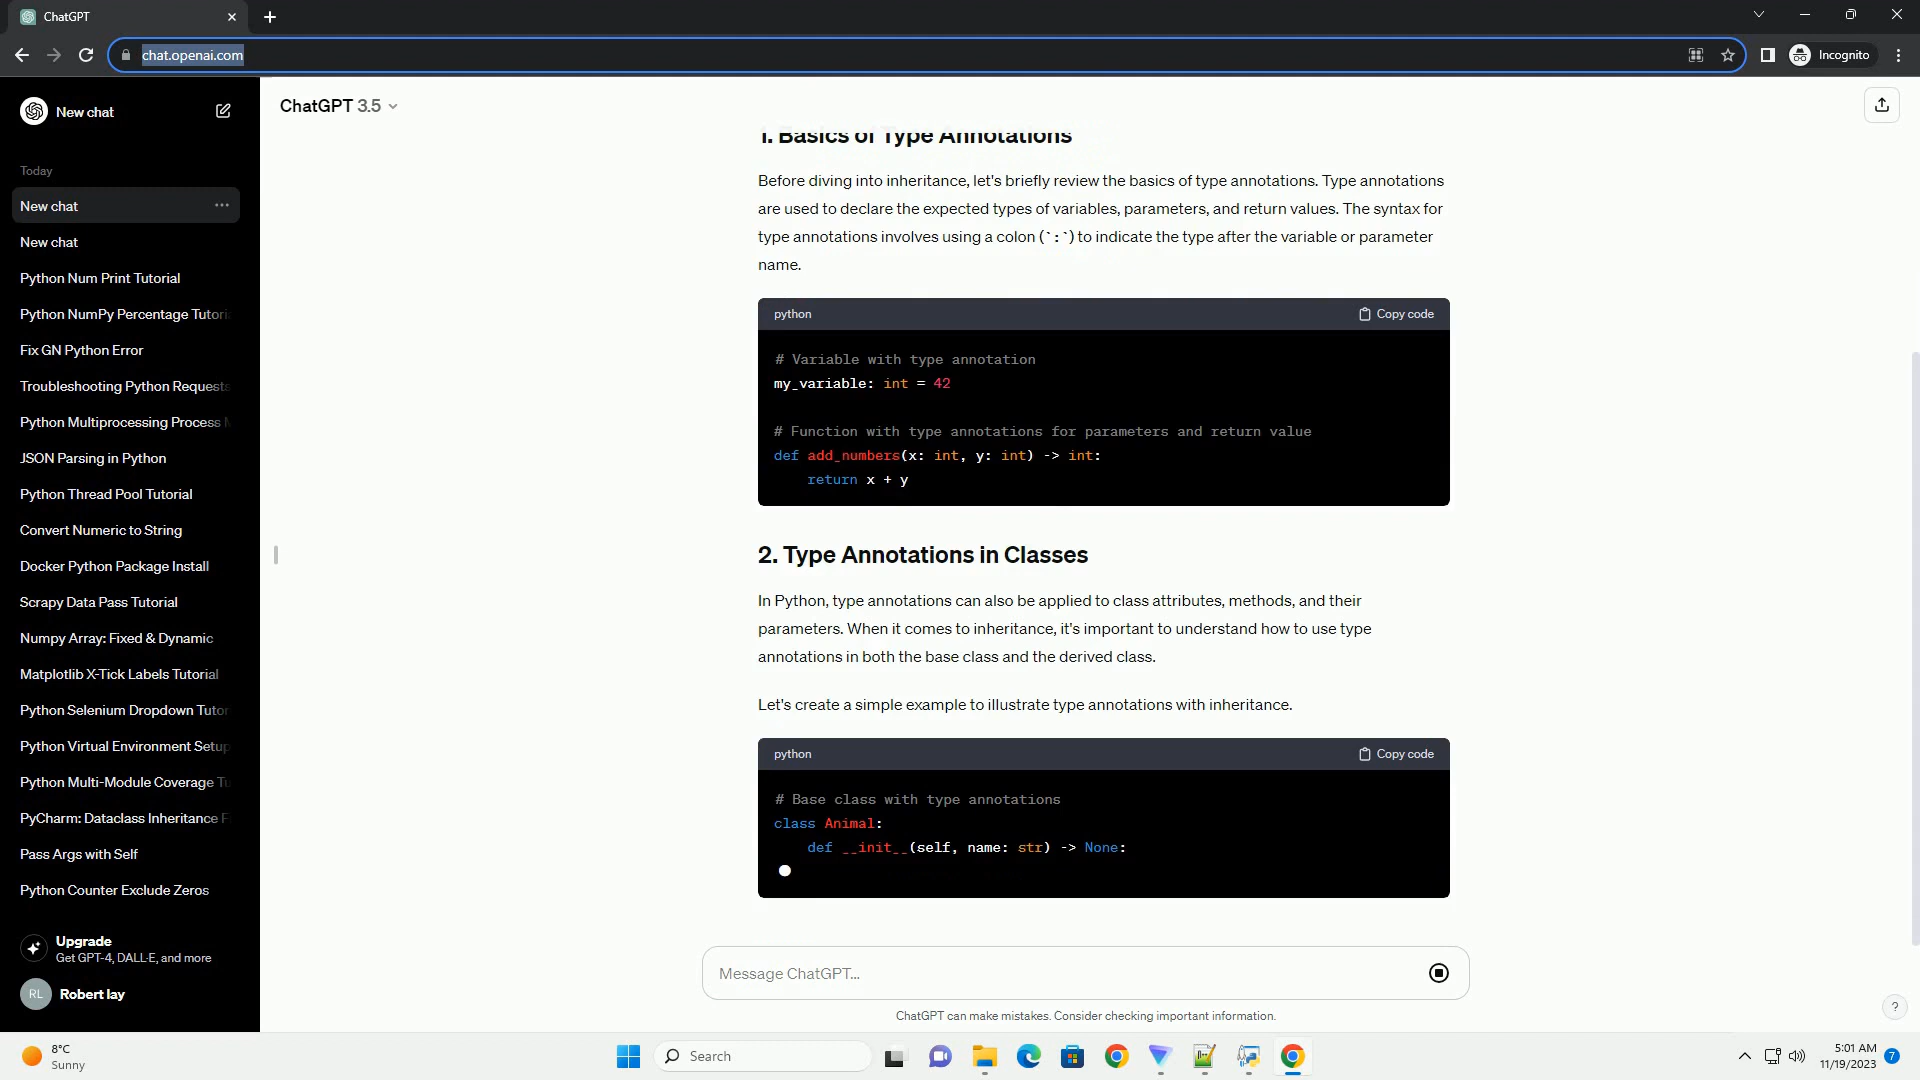 ChatGPT
chat.openai.com
Incognito
New chat
Today
New chat
New chat
Python Num Print Tutorial
Python NumPy Percentage Tutori
Fix GN Python Error
Troubleshooting Python Requests
Python Multiprocessing Process
JSON Parsing in Python
Python Thread Pool Tutorial
Convert Numeric to String
Docker Python Package Install
Scrapy Data Pass Tutorial
Numpy Array: Fixed & Dynamic
Matplotlib X-Tick Labels Tutorial
Python Selenium Dropdown Tutor
Python Virtual Environment Setup
Python Multi-Module Coverage Tu
PyCharm: Dataclass Inheritance F
Pass Args with Self
Python Counter Exclude Zeros
Upgrade
Get GPT-4, DALL·E, and more
RL
Robert lay
ChatGPT 3.5
1. Basics of Type Annotations
Before diving into inheritance, let's briefly review the basics of type annotations. Type annotations
are used to declare the expected types of variables, parameters, and return values. The syntax for
type annotations involves using a colon (`:`) to indicate the type after the variable or parameter
name.
python
Copy code
# Variable with type annotation
my_variable: int = 42
# Function with type annotations for parameters and return value
def add_numbers(x: int, y: int) -> int:
return x + y
2. Type Annotations in Classes
In Python, type annotations can also be applied to class attributes, methods, and their
parameters. When it comes to inheritance, it's important to understand how to use type
annotations in both the base class and the derived class.
Let's create a simple example to illustrate type annotations with inheritance.
python
Copy code
# Base class with type annotations
class Animal:
def __init__(self, name: str) -> None:
Message ChatGPT...
ChatGPT can make mistakes. Consider checking important information.
?
8°C
Sunny
Search
5:01 AM
11/19/2023
7